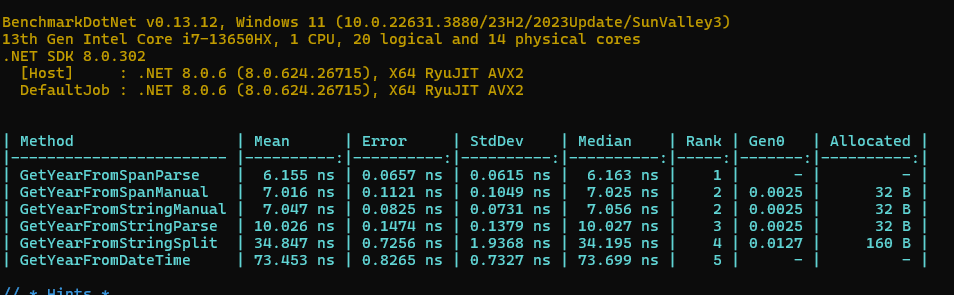 BenchmarkDotNet v0.13.12, Windows 11 (10.0.22631.3880/23H2/2023Update/SunValley3)
13th Gen Intel Core i7-13650HX, 1 CPU, 20 logical and 14 physical cores
.NET SDK 8.0.302
  [Host]     : .NET 8.0.6 (8.0.624.26715), X64 RyuJIT AVX2
  DefaultJob : .NET 8.0.6 (8.0.624.26715), X64 RyuJIT AVX2
| Method                 | Mean      | Error     | StdDev    | Median    | Rank | Gen0   | Allocated |
|----------------------- |----------:|----------:|----------:|----------:|-----:|-------:|----------:|
| GetYearFromSpanParse   |  6.155 ns | 0.0657 ns | 0.0615 ns |  6.163 ns |    1 |      - |         - |
| GetYearFromSpanManual  |  7.016 ns | 0.1121 ns | 0.1049 ns |  7.025 ns |    2 | 0.0025 |      32 B |
| GetYearFromStringManual |  7.047 ns | 0.0825 ns | 0.0731 ns |  7.056 ns |    2 | 0.0025 |      32 B |
| GetYearFromStringParse | 10.026 ns | 0.1474 ns | 0.1379 ns | 10.027 ns |    3 | 0.0025 |      32 B |
| GetYearFromStringSplit | 34.847 ns | 0.7256 ns | 1.9368 ns | 34.195 ns |    4 | 0.0127 |     160 B |
| GetYearFromDateTime    | 73.453 ns | 0.8265 ns | 0.7327 ns | 73.699 ns |    5 |      - |         - |
// * Hints *